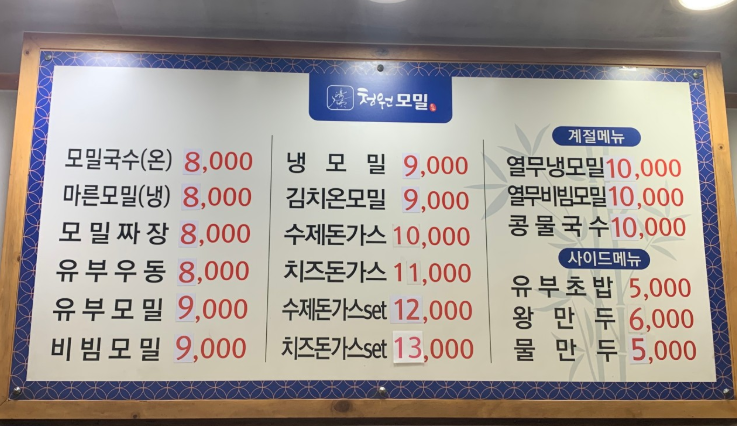 청원모밀
모밀국수(온) 8,000
마른모밀(냉) 8,000
모밀짜장 8,000
유부우동 8,000
유부모밀 9,000
비빔모밀 9,000
냉모밀 9,000
김치온모밀 9,000
수제돈가스 10,000
치즈돈가스 11,000
수제돈가스set 12,000
치즈돈가스set 13,000
계절메뉴
열무냉모밀 10,000
열무비빔모밀 10,000
콩물국수 10,000
사이드메뉴
유부초밥 5,000
왕만두 6,000
물만두 5,000